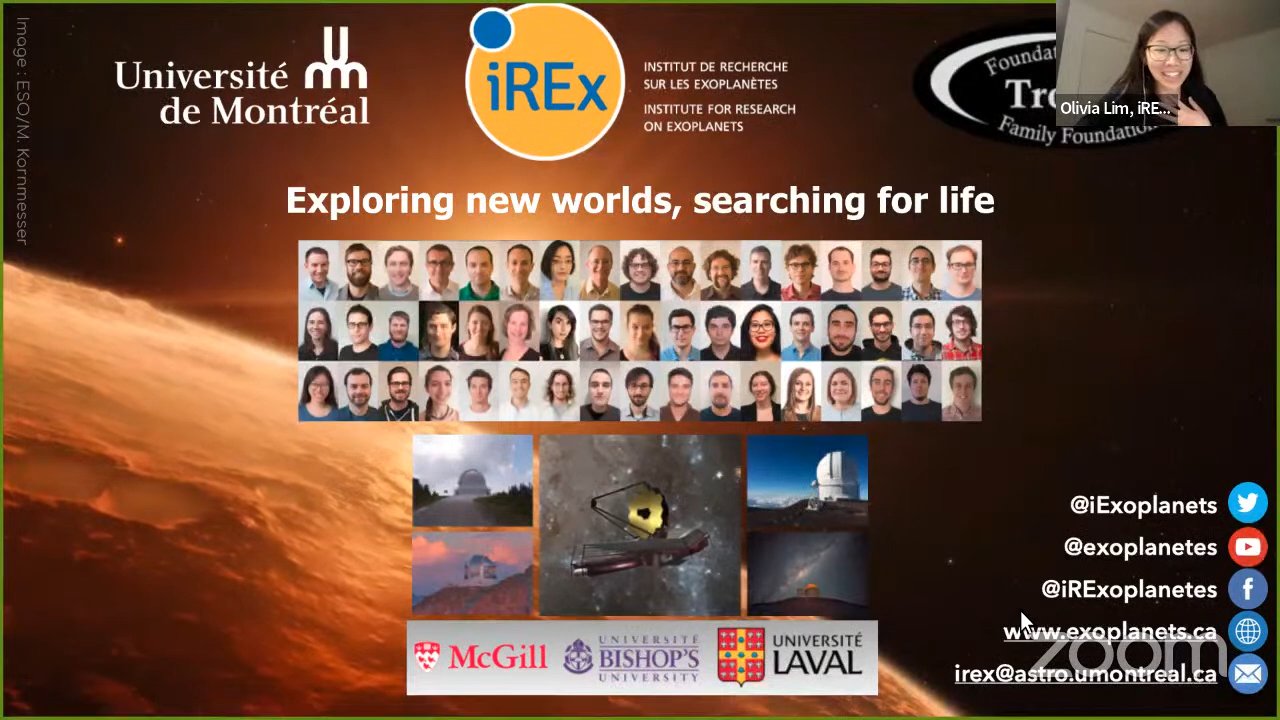 Image : ESO/M. Kornmesser
Université
de Montréal
iREx
INSTITUT DE RECHERCHE
SUR LES EXOPLANÈTES
INSTITUTE FOR RESEARCH
ON EXOPLANETS
Family Foundation
Olivia Lim, iRE...
Exploring new worlds, searching for life
@iExoplanets
@exoplanetes
@iRExoplanetes
www.exoplanets.ca
irex@astro.umontreal.ca
zoom
McGill
UNIVERSITÉ
BISHOP'S
UNIVERSITY
UNIVERSITÉ
LAVAL